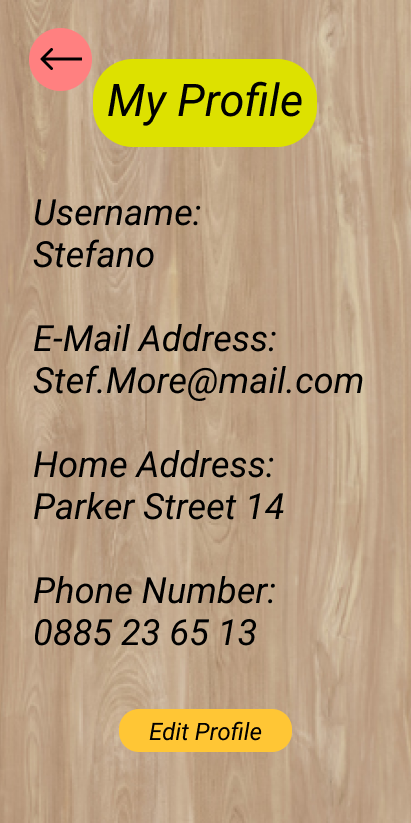 My Profile
Username:
Stefano
E-Mail Address:
Stef.More@mail.com
Home Address:
Parker Street 14
Phone Number:
0885 23 65 13
Edit Profile